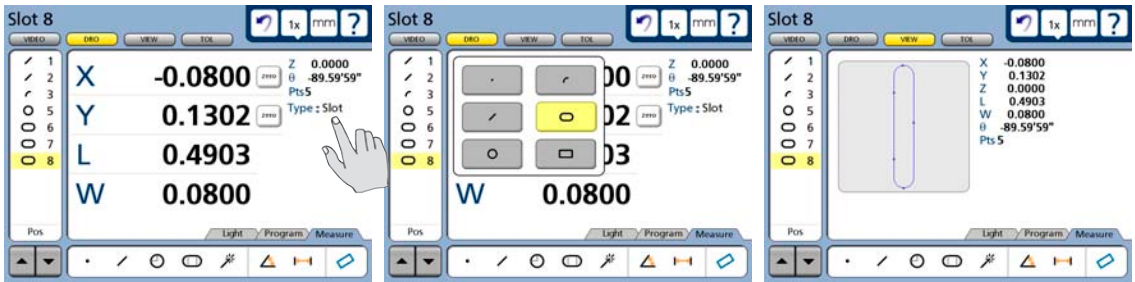 Slot 8
1x mm ?
VIDEO DRO VIEW TOL
1
2
3
5
6
7
8
Pos
X -0.0800 zero
Y 0.1302 zero
L 0.4903
W 0.0800
Z 0.0000
θ -89.59'59"
Pts 5
Type : Slot
Light Program Measure
Slot 8
1x mm ?
VIDEO DRO VIEW TOL
1
2
3
5
6
7
8
Pos
00 zero
02 zero
03
W 0.0800
Z 0.0000
θ -89.59'59"
Pts 5
Type : Slot
Light Program Measure
Slot 8
1x mm ?
VIDEO DRO VIEW TOL
1
2
3
5
6
7
8
Pos
X -0.0800
Y 0.1302
Z 0.0000
L 0.4903
W 0.0800
θ -89.59'59"
Pts 5
Light Program Measure